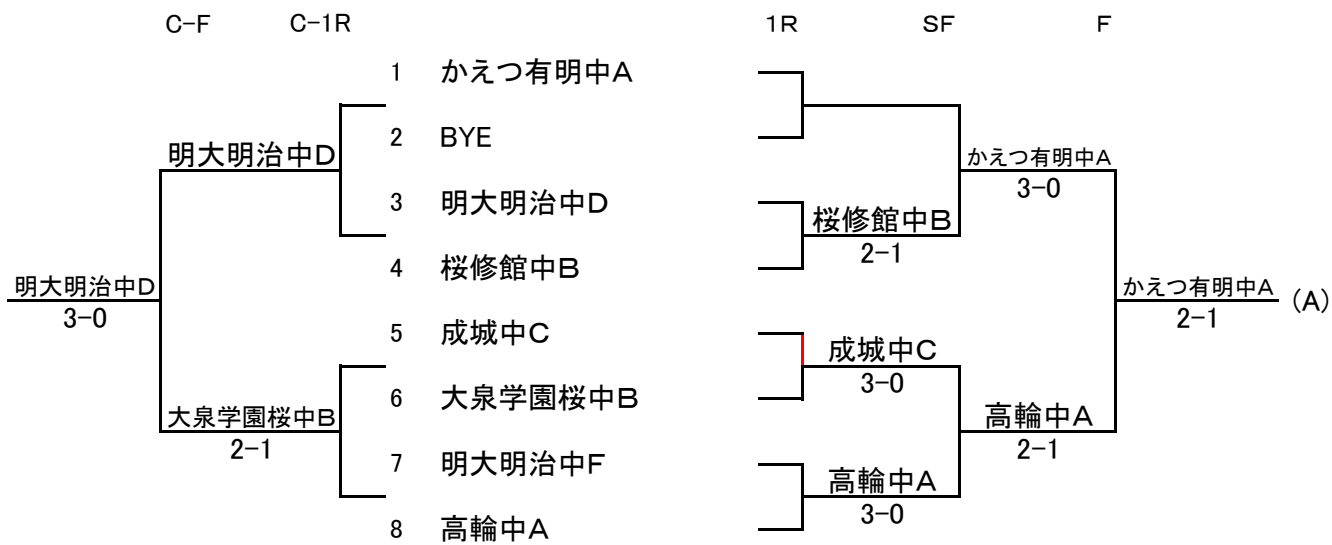 C-F C-1R 1R SF F
1 かえつ有明中A
2 BYE
明大明治中D かえつ有明中A
3-0
3 明大明治中D
桜修館中B
2-1
4 桜修館中B
明大明治中D かえつ有明中A (A)
3-0 2-1
5 成城中C
成城中C
3-0
6 大泉学園桜中B
大泉学園桜中B 高輪中A
2-1 2-1
7 明大明治中F
高輪中A
3-0
8 高輪中A